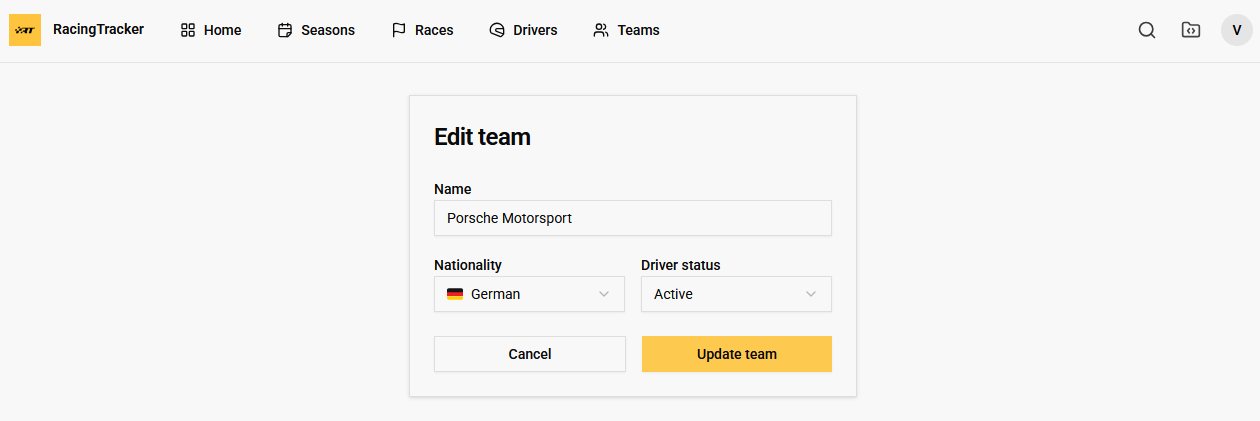 RacingTracker Home Seasons Races Drivers Teams V
Edit team
Name
Porsche Motorsport
Nationality Driver status
German Active
Cancel Update team